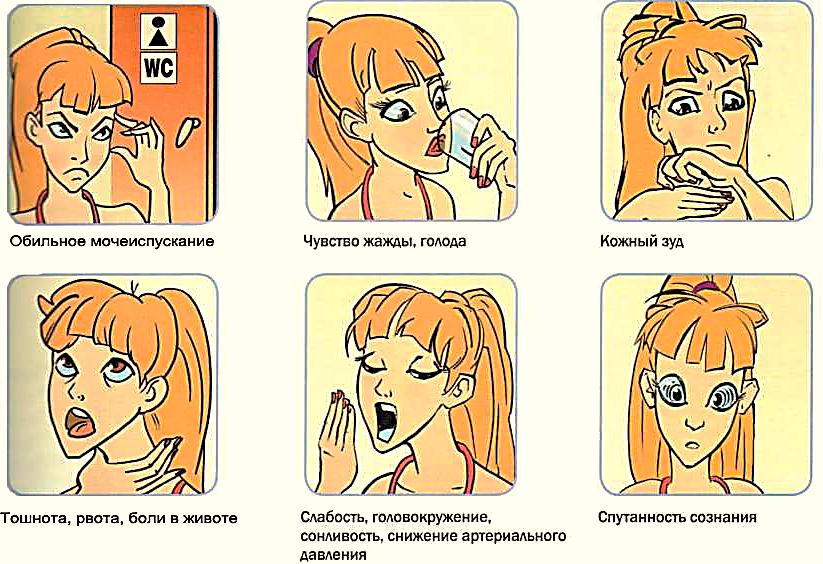 WC
Обильное мочеиспускание
Чувство жажды, голода
Кожный зуд
Тошнота, рвота, боли в животе
Слабость, головокружение,
сонливость, снижение артериального
давления
Спутанность сознания